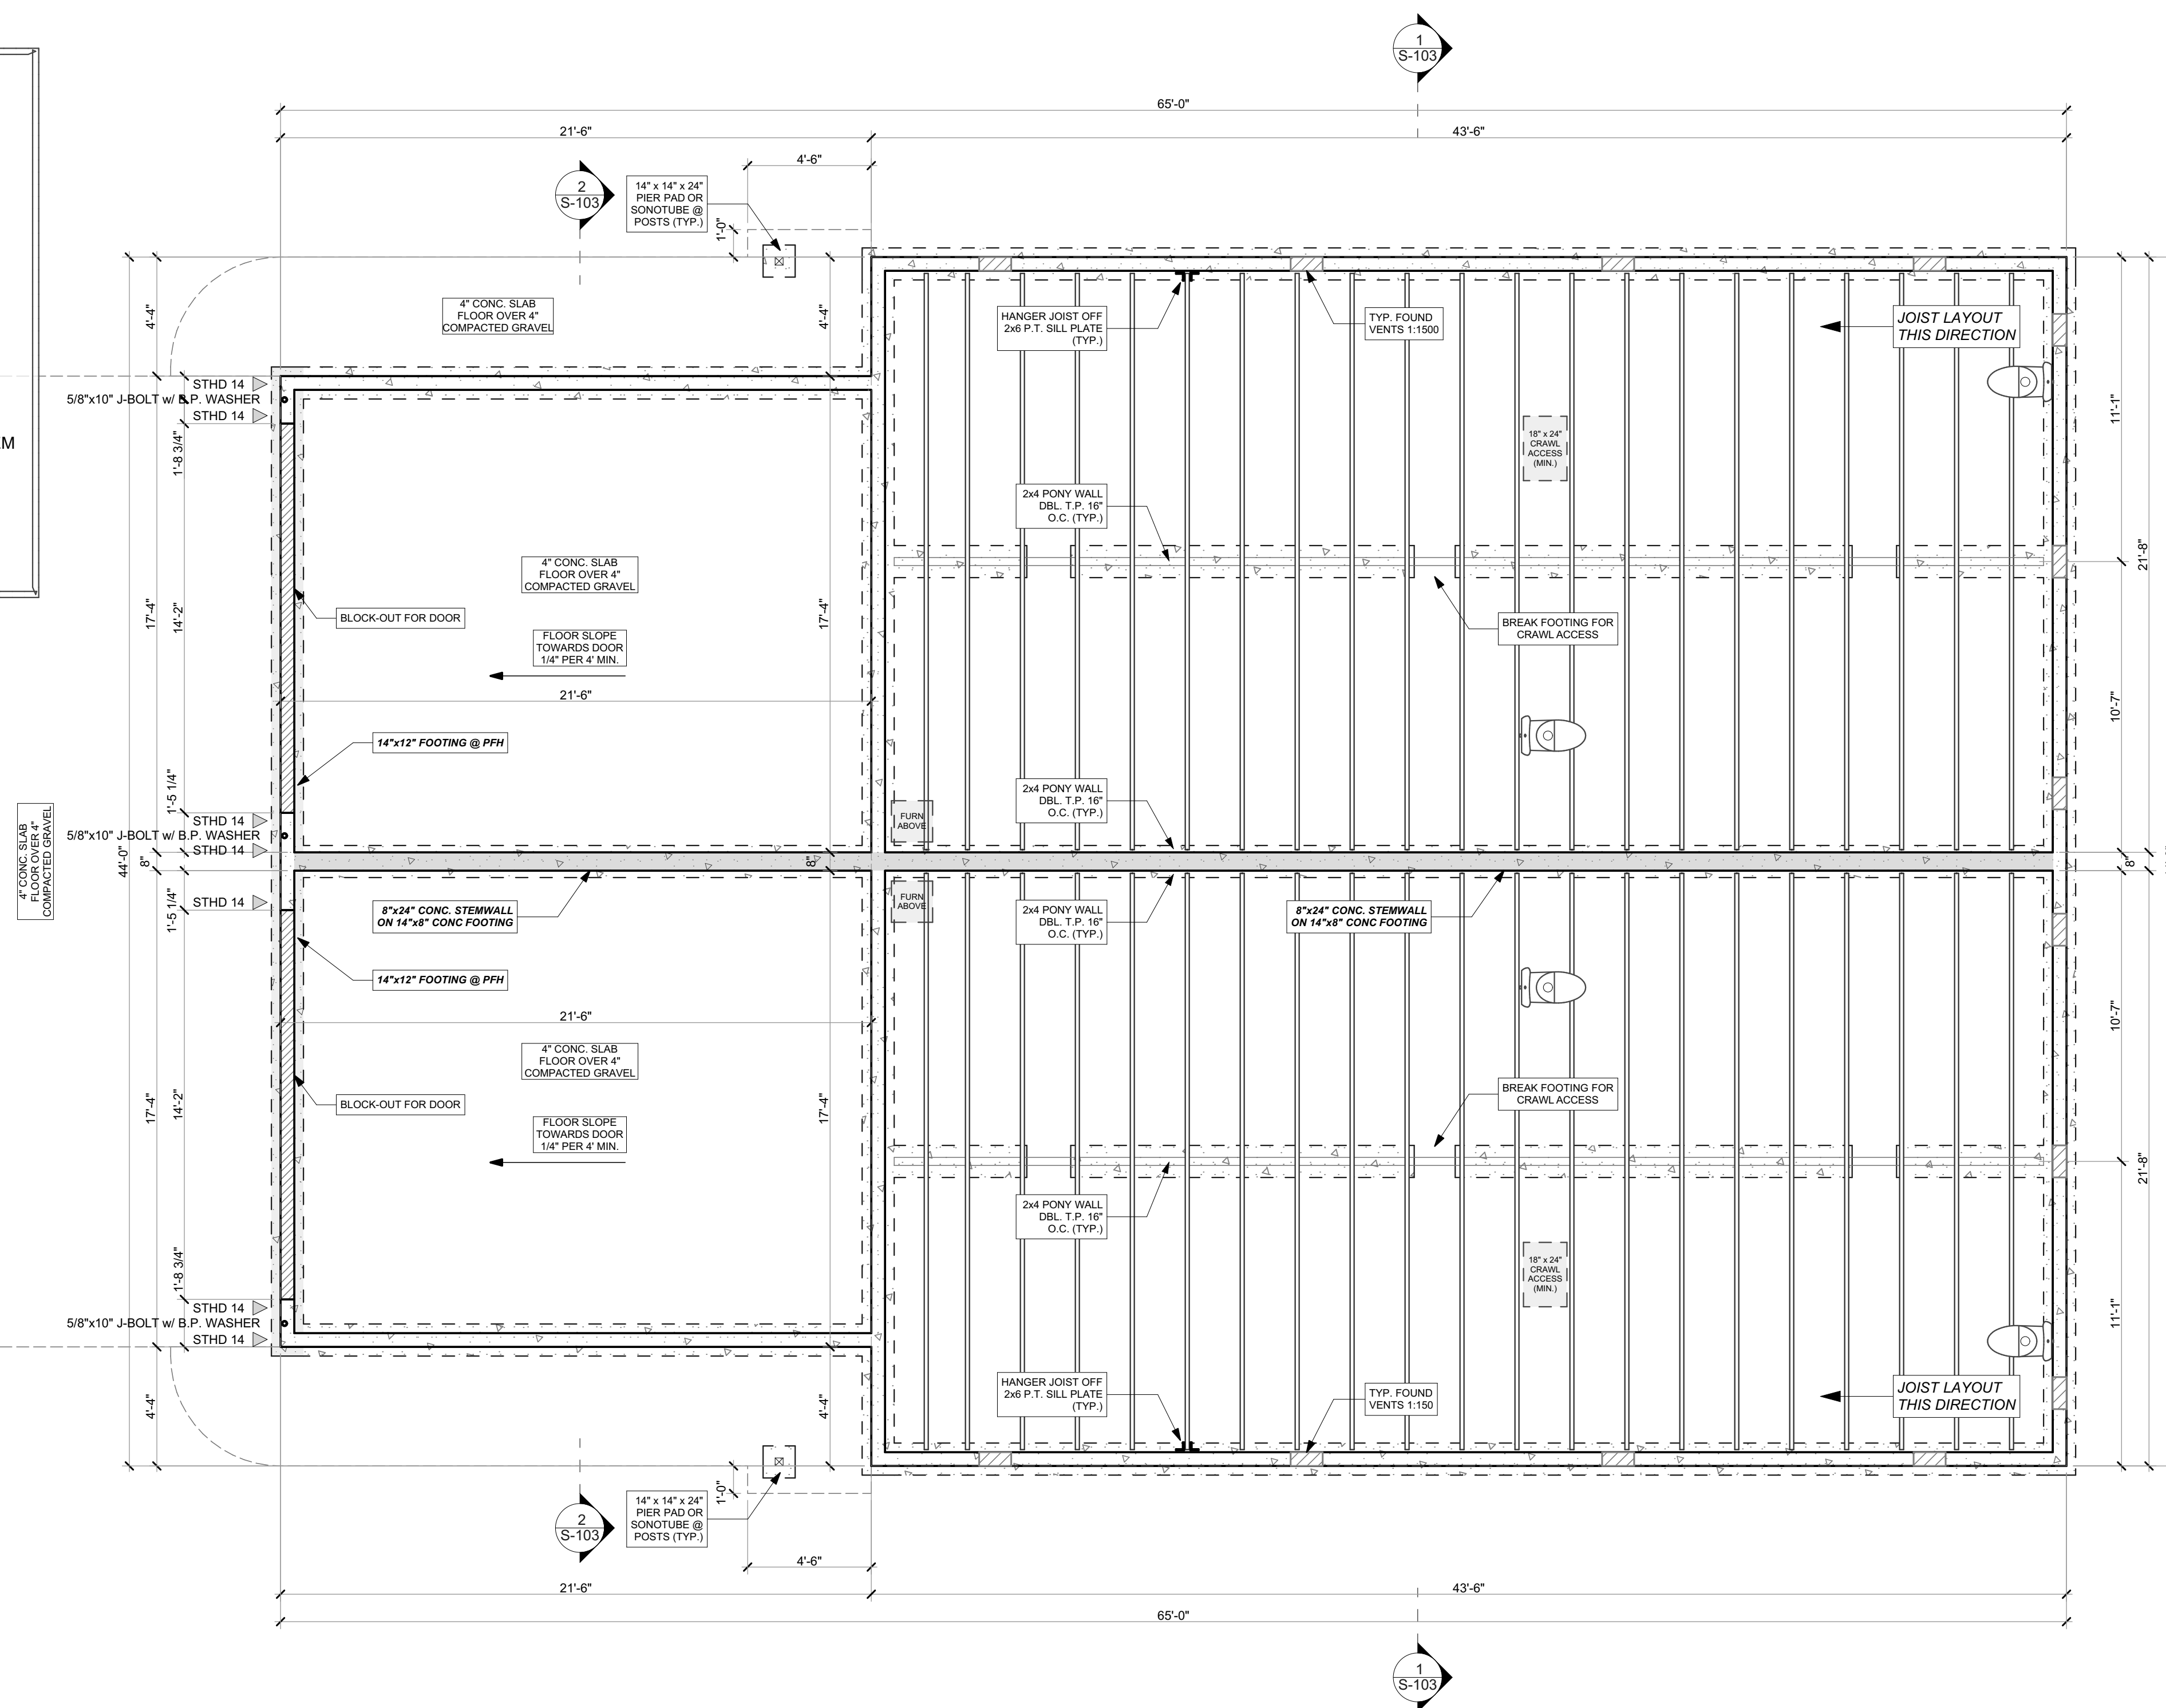 1
S-103
65'-0"
21'-6"
43'-6"
4'-6"
2
S-103
14" x 14" x 24"
PIER PAD OR
SONOTUBE @
POSTS (TYP.)
1'-0"
4'-4"
4" CONC. SLAB
FLOOR OVER 4"
COMPACTED GRAVEL
4'-4"
HANGER JOIST OFF
2x6 P.T. SILL PLATE
(TYP.)
TYP. FOUND
VENTS 1:1500
JOIST LAYOUT
THIS DIRECTION
STHD 14
5/8"x10" J-BOLT w/ B.P. WASHER
STHD 14
11'-1"
M
1'-8 3/4"
18" x 24"
CRAWL
ACCESS
(MIN.)
2x4 PONY WALL
DBL. T.P. 16"
O.C. (TYP.)
21'-8"
4" CONC. SLAB
FLOOR OVER 4"
COMPACTED GRAVEL
17'-4"
14'-2"
BLOCK-OUT FOR DOOR
17'-4"
BREAK FOOTING FOR
CRAWL ACCESS
FLOOR SLOPE
TOWARDS DOOR
1/4" PER 4' MIN.
21'-6"
10'-7"
14"x12" FOOTING @ PFH
1'-5 1/4"
2x4 PONY WALL
DBL. T.P. 16"
O.C. (TYP.)
STHD 14
5/8"x10" J-BOLT w/ B.P. WASHER
STHD 14
FURN
ABOVE
4" CONC. SLAB
FLOOR OVER 4"
COMPACTED GRAVEL
44'-0"
8"
8"
8"
1'-5 1/4"
STHD 14
FURN
ABOVE
8"x24" CONC. STEMWALL
ON 14"x8" CONC FOOTING
2x4 PONY WALL
DBL. T.P. 16"
O.C. (TYP.)
8"x24" CONC. STEMWALL
ON 14"x8" CONC FOOTING
14"x12" FOOTING @ PFH
21'-6"
10'-7"
4" CONC. SLAB
FLOOR OVER 4"
COMPACTED GRAVEL
17'-4"
14'-2"
BLOCK-OUT FOR DOOR
17'-4"
BREAK FOOTING FOR
CRAWL ACCESS
FLOOR SLOPE
TOWARDS DOOR
1/4" PER 4' MIN.
21'-8"
2x4 PONY WALL
DBL. T.P. 16"
O.C. (TYP.)
1'-8 3/4"
18" x 24"
CRAWL
ACCESS
(MIN.)
11'-1"
STHD 14
5/8"x10" J-BOLT w/ B.P. WASHER
STHD 14
4'-4"
4'-4"
HANGER JOIST OFF
2x6 P.T. SILL PLATE
(TYP.)
TYP. FOUND
VENTS 1:150
JOIST LAYOUT
THIS DIRECTION
1'-0"
14" x 14" x 24"
PIER PAD OR
SONOTUBE @
POSTS (TYP.)
2
S-103
4'-6"
21'-6"
43'-6"
65'-0"
1
S-103